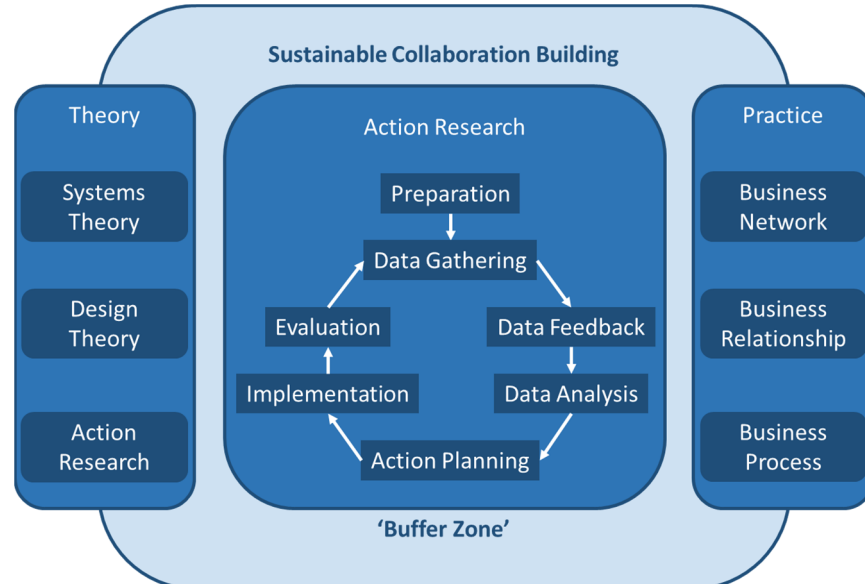 Sustainable Collaboration Building
Theory
Systems
Theory
Design
Theory
Action
Research
Action Research
Preparation
Data Gathering
Evaluation
Data Feedback
Implementation
Data Analysis
Action Planning
Practice
Business
Network
Business
Relationship
Business
Process
‘Buffer Zone’